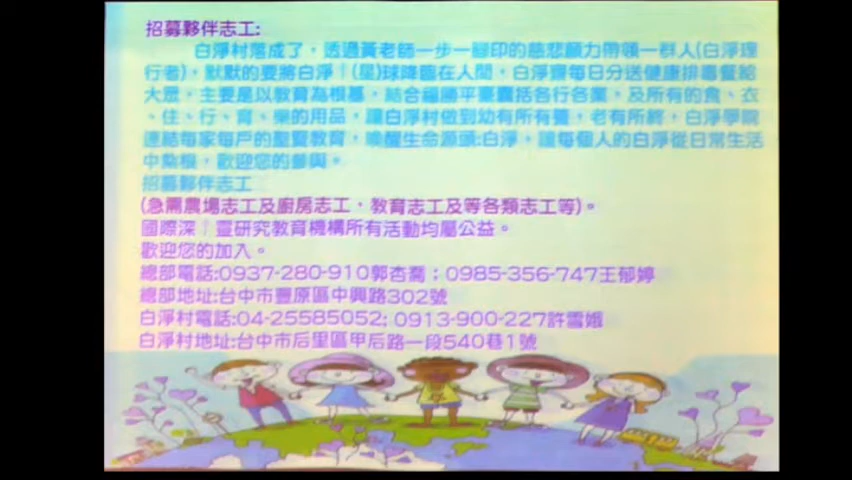 招募夥伴志工:
白淨村落成了，透過黃老師一步一腳印的慈悲願力帶領一群人(白淨理
行者)，默默的要將白淨忄(星)球降臨在人間，白淨村每日分送健康排毒餐給
大眾，主要是以教育為根基，結合福勝平臺囊括各行各業，及所有的食、衣
、住、行、育、樂的用品，讓白淨村做到幼有所養，老有所終，白淨學院
連結每家每戶的聖賢教育，喚醒生命源頭:白淨，讓每個人的白淨從日常生活
中紮根，歡迎您的參與。
招募夥伴志工
(急需農場志工及廚房志工，教育志工及等各類志工等)。
國際深忄靈研究教育機構所有活動均屬公益。
歡迎您的加入。
總部電話:0937-280-910郭杏喬；0985-356-747王郁婷
總部地址:台中市豐原區中興路302號
白淨村電話:04-25585052; 0913-900-227許雪娥
白淨村地址:台中市后里區甲后路一段540巷1號